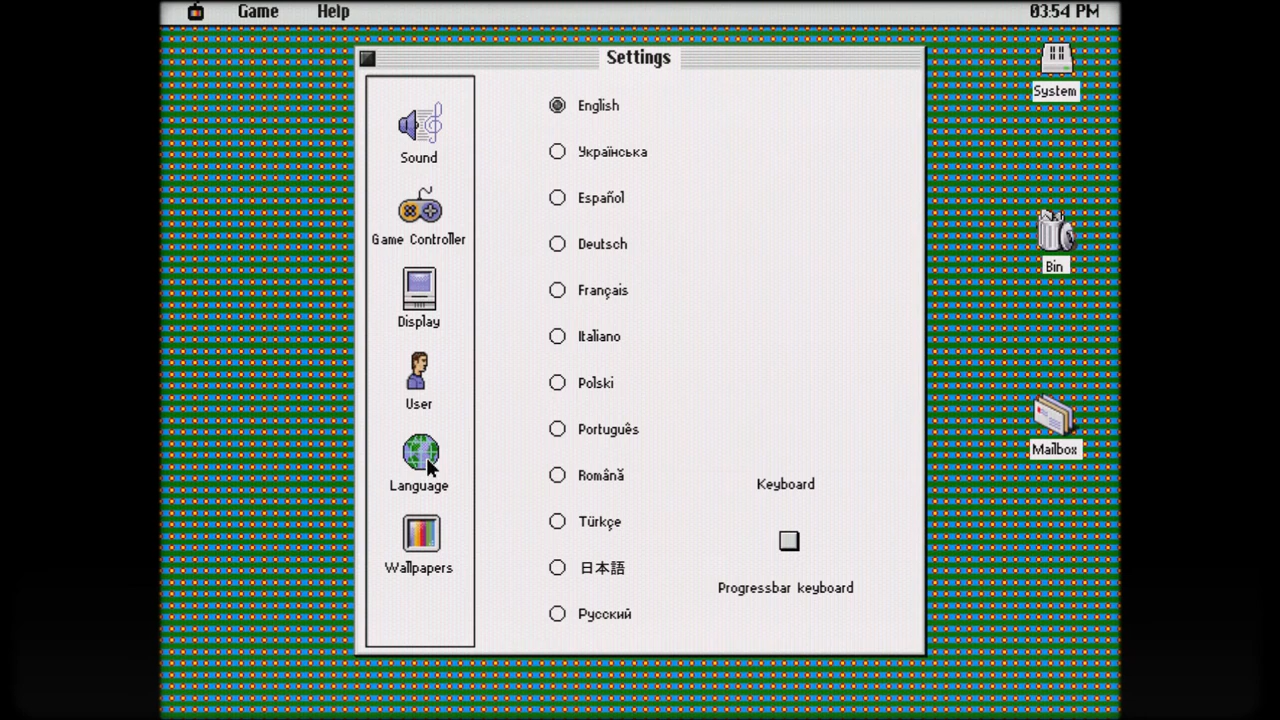 Game Help 03:54 PM
Settings
System
Bin
Mailbox
Sound
Game Controller
Display
User
Language
Wallpapers
English
Українська
Español
Deutsch
Français
Italiano
Polski
Português
Română
Türkçe
日本語
Русский
Keyboard
Progressbar keyboard